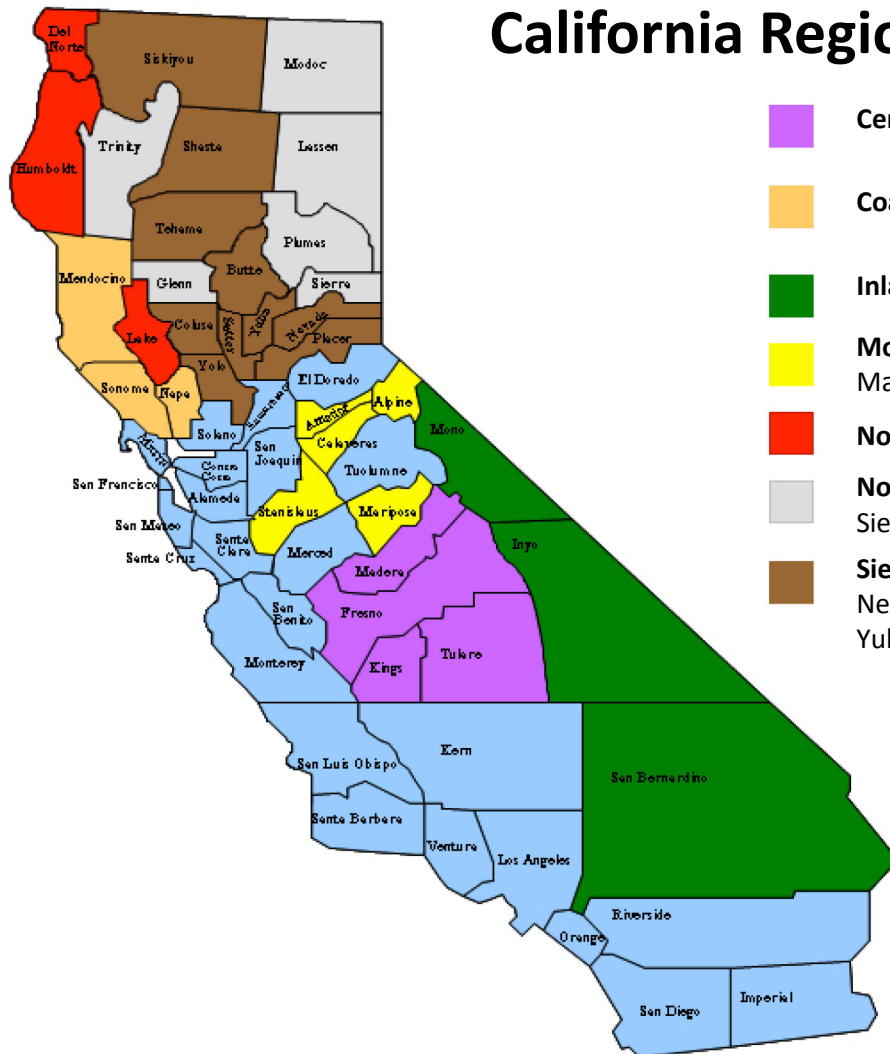 California Regio
Cer
Coa
Inla
Mo
Ma
No
No
Sie
Sie
Ne
Yul
Del
Norte
Siskiyou
Modoc
Humboldt
Trinity
Shasta
Lassen
Tehama
Plumas
Mendocino
Glenn
Butte
Sierra
Lake
Colusa
Sutter
Yuba
Nevada
Placer
Yolo
Sonoma
Napa
El Dorado
Sacramento
Amador
Alpine
Solano
Marin
Calaveras
Mono
San
Joaquin
Contra
Costa
Tuolumne
San Francisco
Alameda
Stanislaus
Mariposa
San Mateo
Santa
Clara
Santa Cruz
Merced
Inyo
Madera
San
Benito
Fresno
Monterey
Kings
Tulare
San Luis Obispo
Kern
San Bernardino
Santa Barbara
Ventura
Los Angeles
Riverside
Orange
San Diego
Imperial